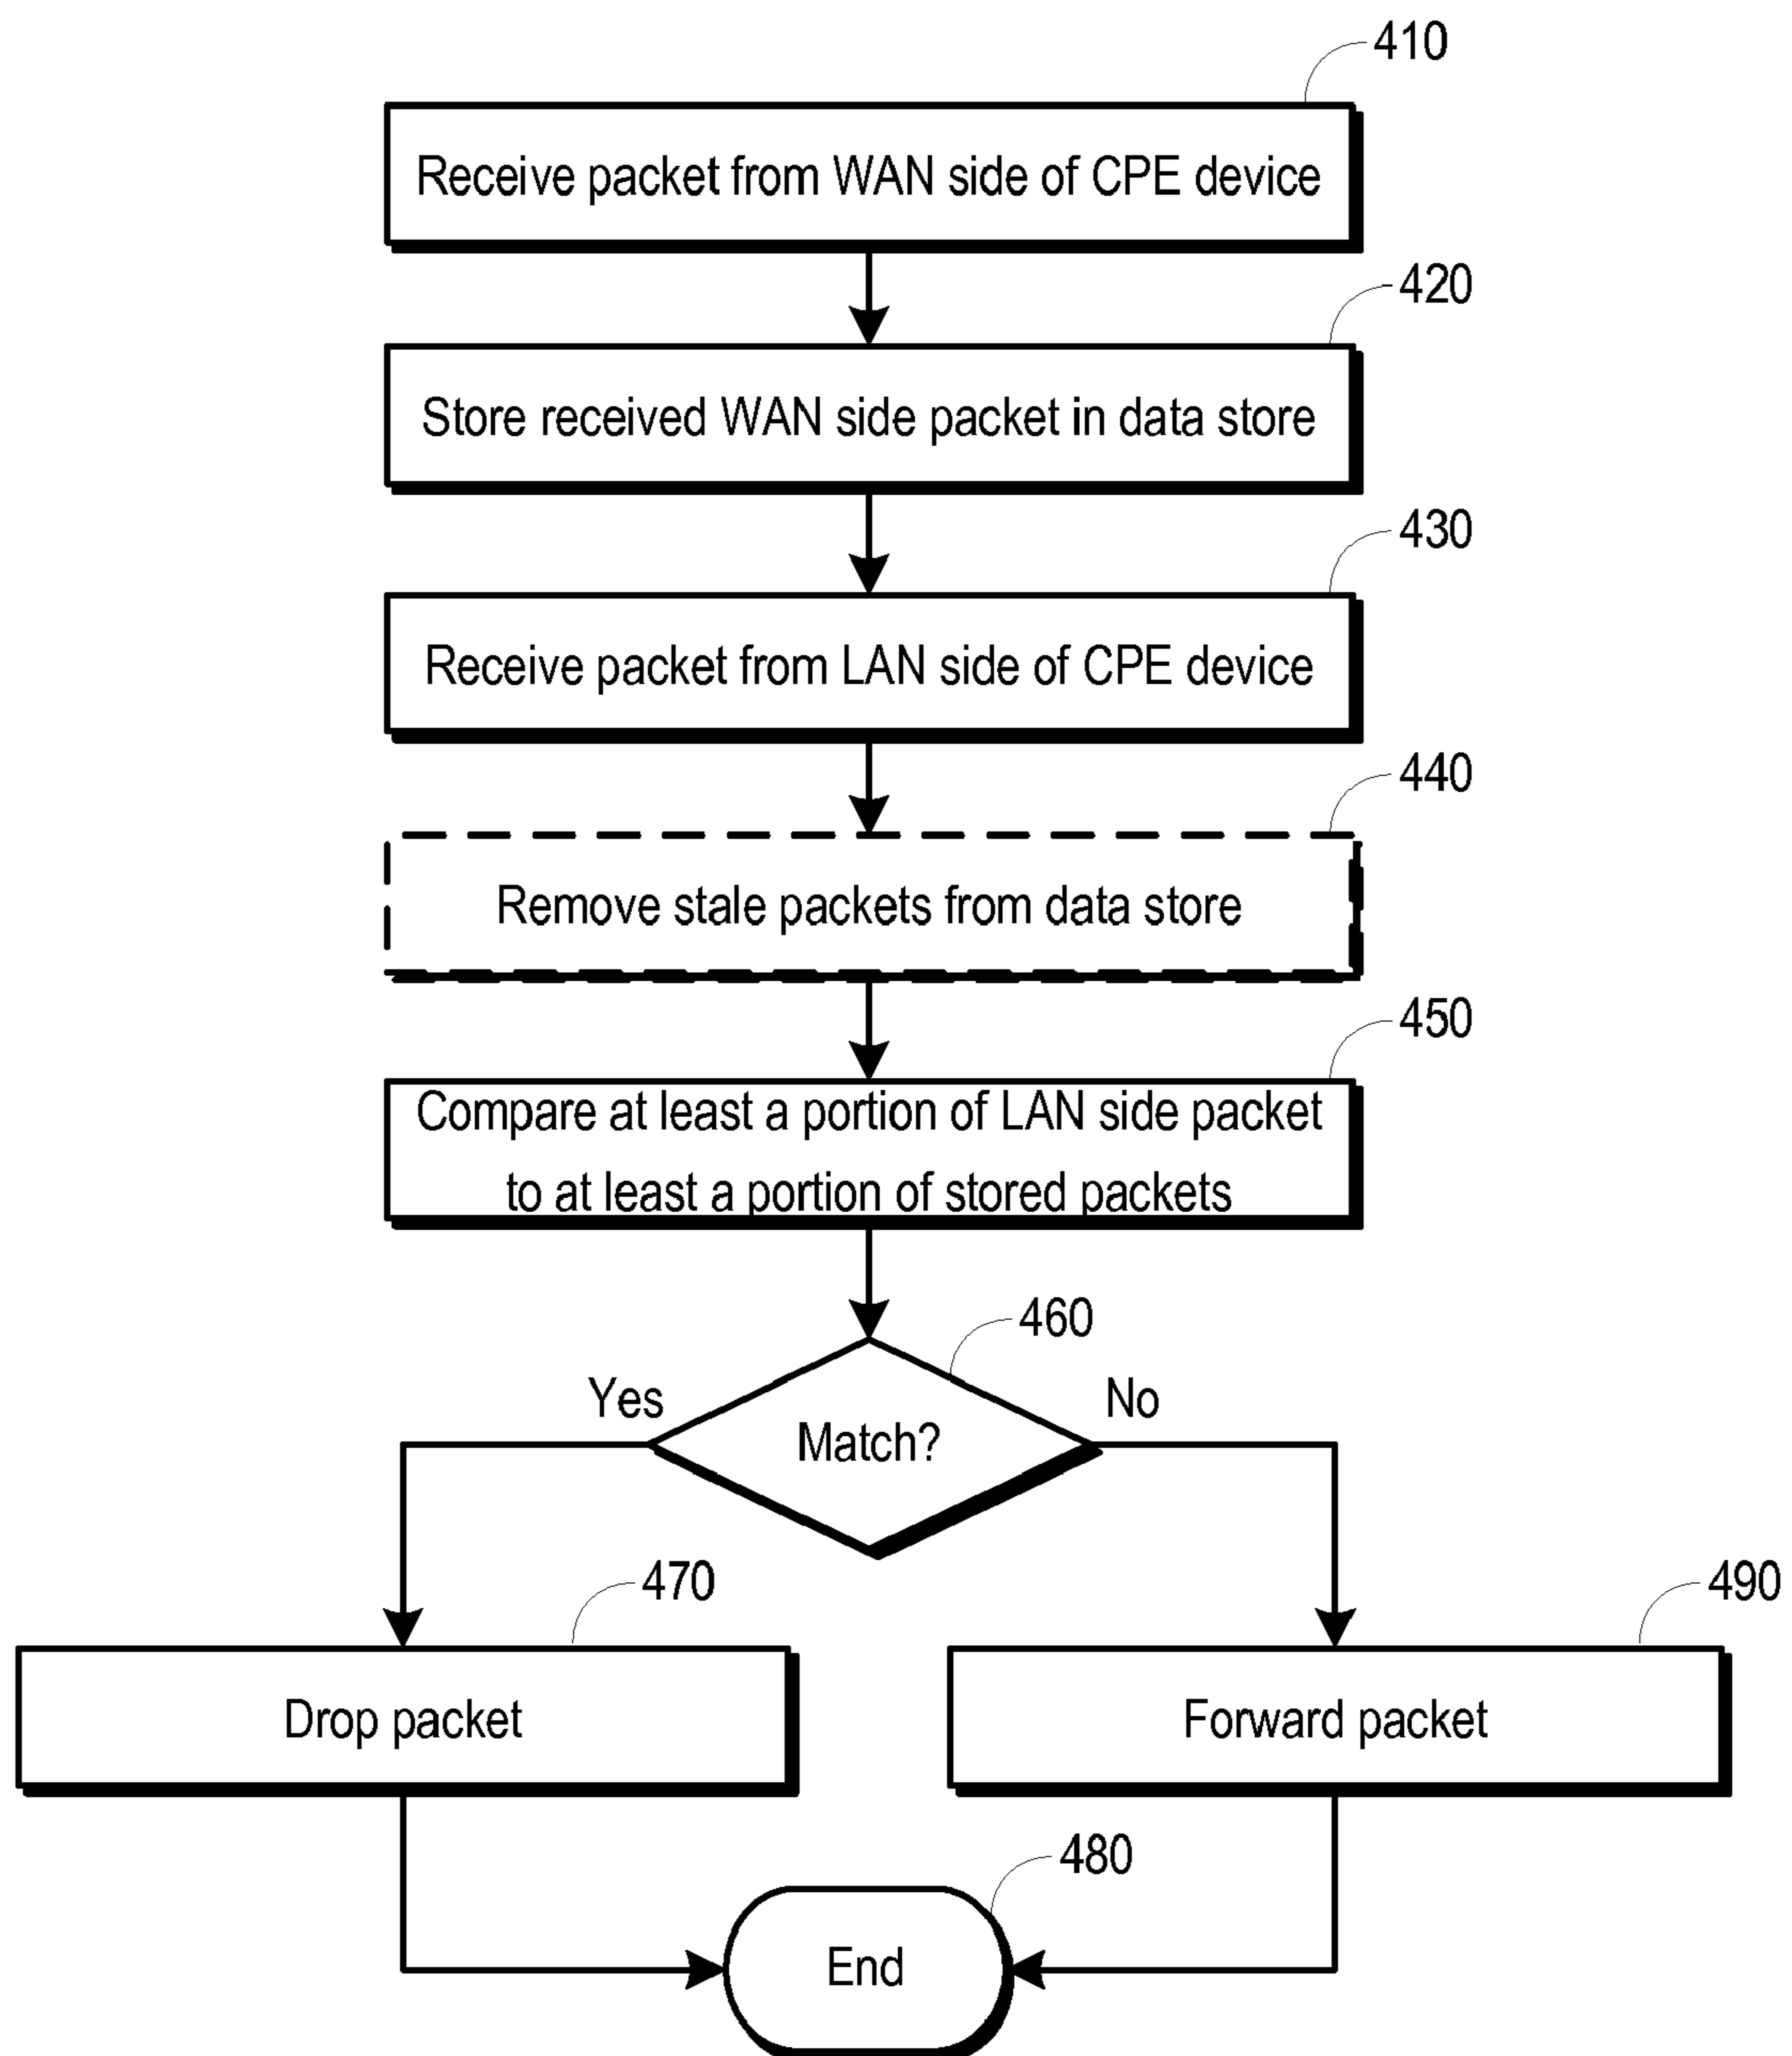 410
Receive packet from WAN side of CPE device
420
Store received WAN side packet in data store
430
Receive packet from LAN side of CPE device
440
Remove stale packets from data store
450
Compare at least a portion of LAN side packet
to at least a portion of stored packets
460
Yes
No
Match?
470
490
Drop packet
Forward packet
480
End